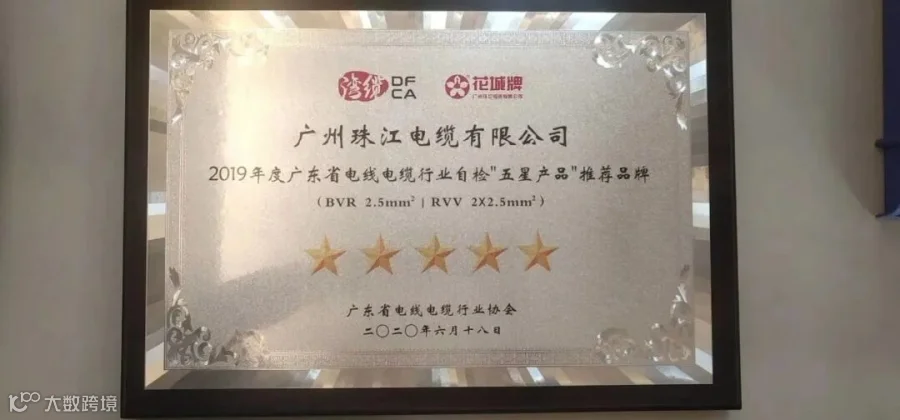 湾缆 DF CA
花城牌
广州珠江电缆有限公司
2019年度广东省电线电缆行业自检"五星产品"推荐品牌
(BVR 2.5mm² | RVV 2X2.5mm²)
广东省电线电缆行业协会
二〇二〇年六月十八日
大数跨境